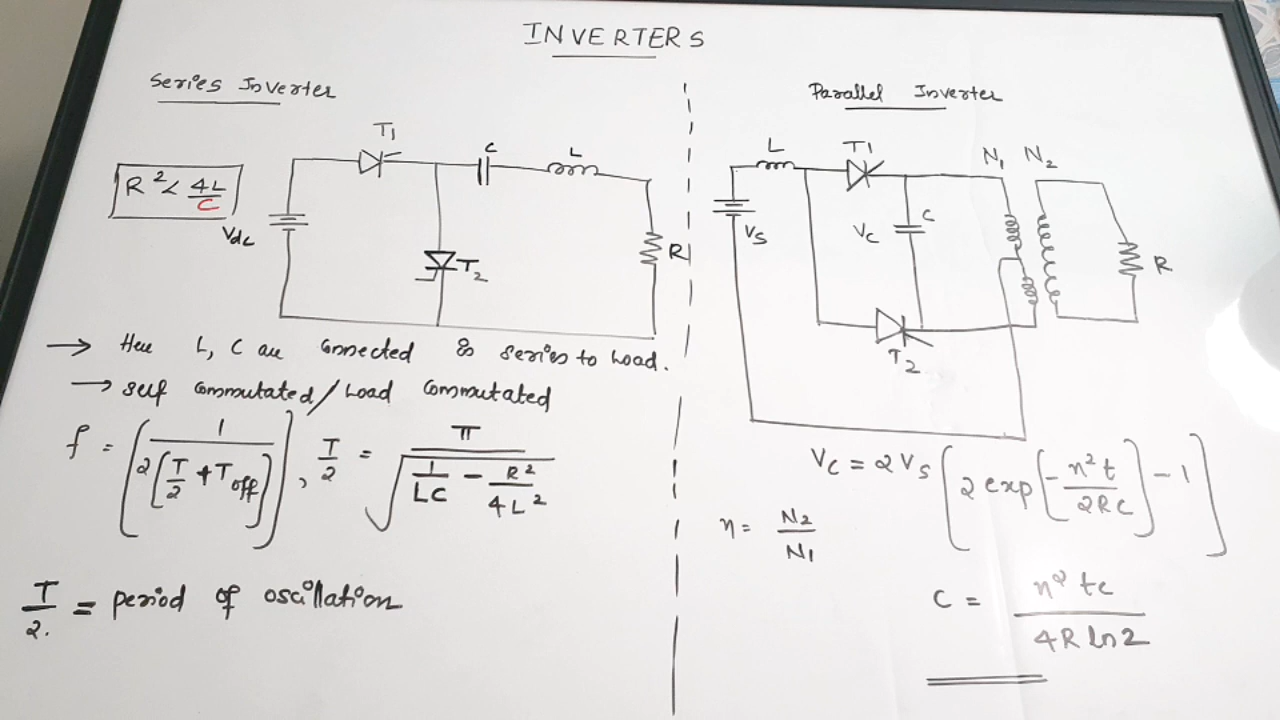 INVERTERS
Series Inverter
T1
C
L
R² < 4L/C
Vdc
T2
R
→ Here L, C are connected in series to Load.
→ self commutated/Load commutated
f = (1 / 2(T/2 + Toff)), T/2 = π / √(1/LC − R²/4L²)
T/2. = period of oscillation
Parallel Inverter
L
T1
N1 N2
VS
VC
C
R
T2
VC = 2VS [2 exp[−n²t/2RC] − 1]
n = N2/N1
C = n² tc / 4R ln2